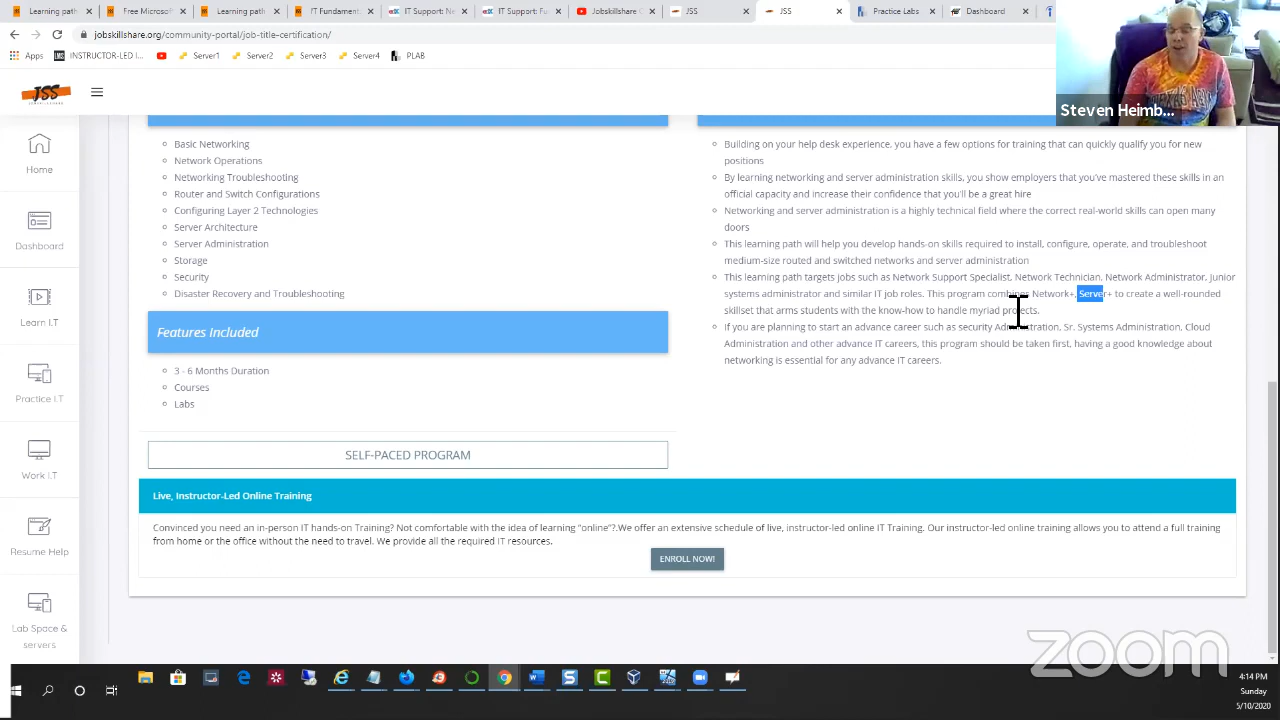 Learning path
Free Microsof
Learning path
IT Fundament
IT Support: Ne
IT Support: Fu
Jobskillshare C
JSS
JSS
Practice Labs
Dashboard
jobskillshare.org/community-portal/job-title-certification/
Apps
LMS
INSTRUCTOR-LED I...
Server1
Server2
Server3
Server4
PLAB
Steven Heimb...
JSS
Home
Dashboard
Learn I.T
Practice I.T
Work I.T
Resume Help
Lab Space &
servers
Basic Networking
Network Operations
Networking Troubleshooting
Router and Switch Configurations
Configuring Layer 2 Technologies
Server Architecture
Server Administration
Storage
Security
Disaster Recovery and Troubleshooting
Features Included
3 - 6 Months Duration
Courses
Labs
SELF-PACED PROGRAM
Building on your help desk experience, you have a few options for training that can quickly qualify you for new
positions
By learning networking and server administration skills, you show employers that you've mastered these skills in an
official capacity and increase their confidence that you'll be a great hire
Networking and server administration is a highly technical field where the correct real-world skills can open many
doors
This learning path will help you develop hands-on skills required to install, configure, operate, and troubleshoot
medium-size routed and switched networks and server administration
This learning path targets jobs such as Network Support Specialist, Network Technician, Network Administrator, Junior
systems administrator and similar IT job roles. This program combines Network+, Server+ to create a well-rounded
skillset that arms students with the know-how to handle myriad projects.
If you are planning to start an advance career such as security Administration, Sr. Systems Administration, Cloud
Administration and other advance IT careers, this program should be taken first, having a good knowledge about
networking is essential for any advance IT careers.
Live, Instructor-Led Online Training
Convinced you need an in-person IT hands-on Training? Not comfortable with the idea of learning "online"?.We offer an extensive schedule of live, instructor-led online IT Training. Our instructor-led online training allows you to attend a full training
from home or the office without the need to travel. We provide all the required IT resources.
ENROLL NOW!
zoom
4:14 PM
Sunday
5/10/2020